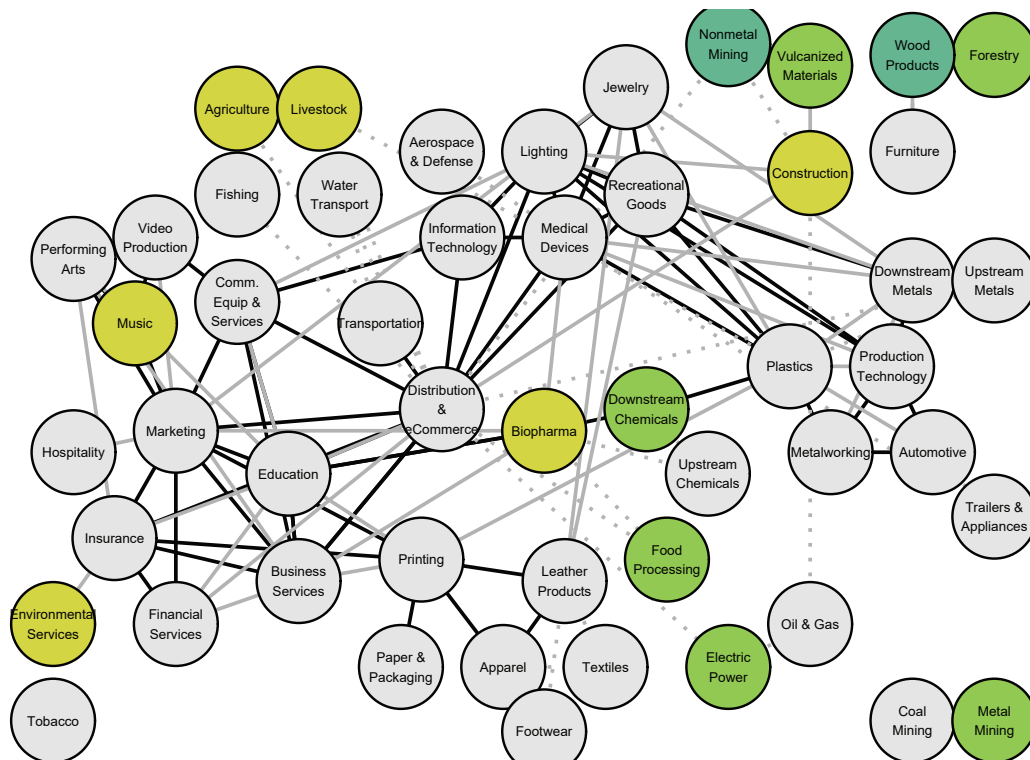 Nonmetal
Mining
Vulcanized
Materials
Wood
Products
Forestry
Jewelry
Agriculture
Livestock
Aerospace
& Defense
Lighting
Furniture
Construction
Fishing
Water
Transport
Recreational
Goods
Video
Production
Information
Technology
Medical
Devices
Performing
Arts
Comm.
Equip &
Services
Downstream
Metals
Upstream
Metals
Music
Transportation
Plastics
Production
Technology
Distribution
&
eCommerce
Downstream
Chemicals
Marketing
Biopharma
Hospitality
Education
Upstream
Chemicals
Metalworking
Automotive
Trailers &
Appliances
Insurance
Printing
Food
Processing
Business
Services
Leather
Products
Environmental
Services
Financial
Services
Oil & Gas
Paper &
Packaging
Apparel
Textiles
Electric
Power
Tobacco
Footwear
Coal
Mining
Metal
Mining